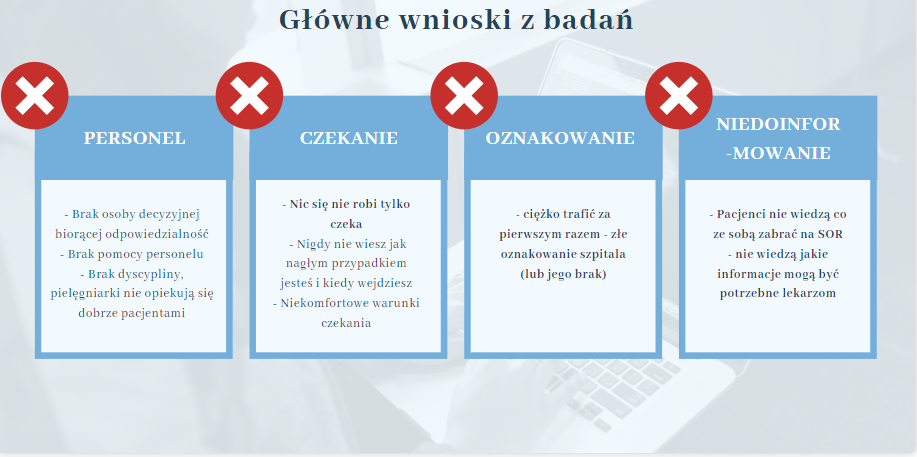 Główne wnioski z badań
PERSONEL
- Brak osoby decyzyjnej
biorącej odpowiedzialność
- Brak pomocy personelu
- Brak dyscypliny,
pielęgniarki nie opiekują się
dobrze pacjentami
CZEKANIE
- Nic się nie robi tylko
czeka
- Nigdy nie wiesz jak
nagłym przypadkiem
jesteś i kiedy wejdziesz
- Niekomfortowe warunki
czekania
OZNAKOWANIE
- ciężko trafić za
pierwszym razem - złe
oznakowanie szpitala
(lub jego brak)
NIEDOINFOR
-MOWANIE
- Pacjenci nie wiedzą co
ze sobą zabrać na SOR
- nie wiedzą jakie
informacje mogą być
potrzebne lekarzom